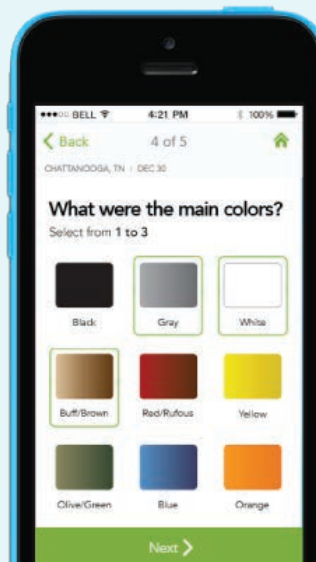 BELL 4:21 PM 100%
Back 4 of 5
CHATTANOOGA, TN DEC 30
What were the main colors?
Select from 1 to 3
Black Gray White
Buff/Brown Red/Rufous Yellow
Olive/Green Blue Orange
Next